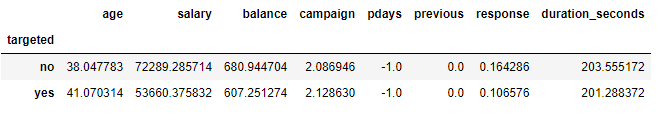 age salary balance campaign pdays previous response duration_seconds
targeted
no 38.047783 72289.285714 680.944704 2.086946 -1.0 0.0 0.164286 203.555172
yes 41.070314 53660.375832 607.251274 2.128630 -1.0 0.0 0.106576 201.288372